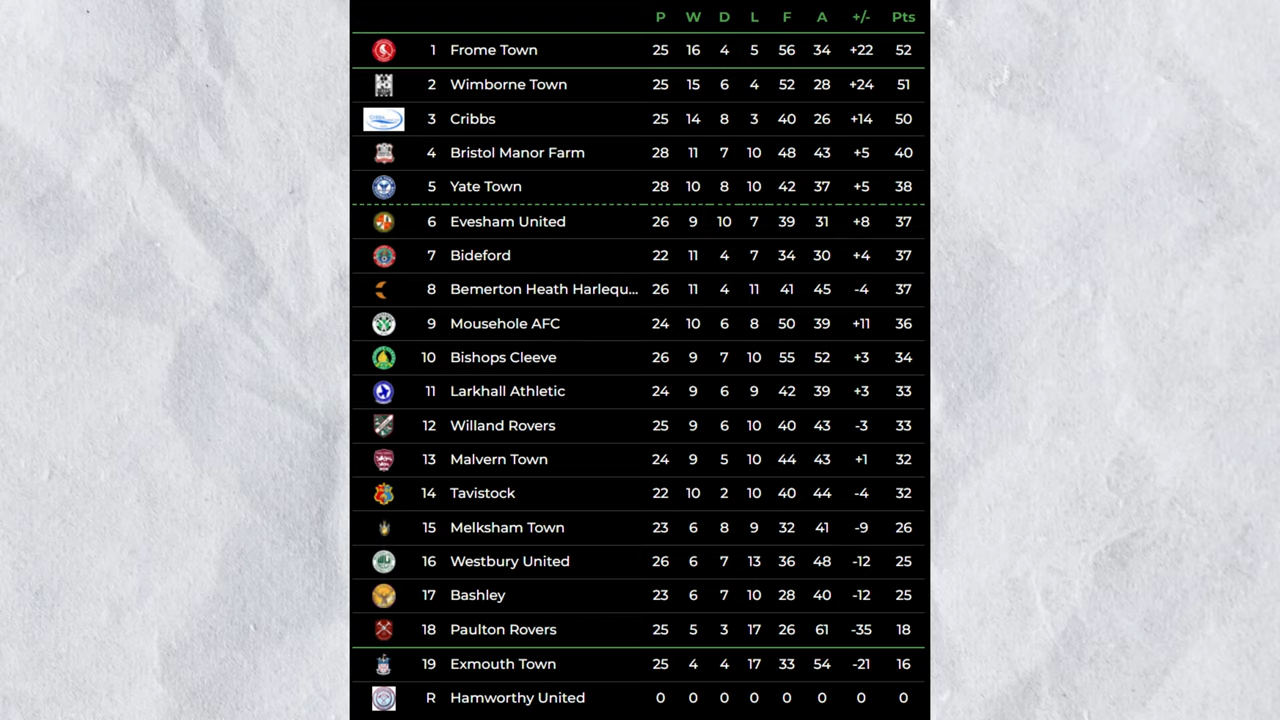 P W D L F A +/- Pts
1 Frome Town 25 16 4 5 56 34 +22 52
2 Wimborne Town 25 15 6 4 52 28 +24 51
3 Cribbs 25 14 8 3 40 26 +14 50
4 Bristol Manor Farm 28 11 7 10 48 43 +5 40
5 Yate Town 28 10 8 10 42 37 +5 38
6 Evesham United 26 9 10 7 39 31 +8 37
7 Bideford 22 11 4 7 34 30 +4 37
8 Bemerton Heath Harlequ... 26 11 4 11 41 45 -4 37
9 Mousehole AFC 24 10 6 8 50 39 +11 36
10 Bishops Cleeve 26 9 7 10 55 52 +3 34
11 Larkhall Athletic 24 9 6 9 42 39 +3 33
12 Willand Rovers 25 9 6 10 40 43 -3 33
13 Malvern Town 24 9 5 10 44 43 +1 32
14 Tavistock 22 10 2 10 40 44 -4 32
15 Melksham Town 23 6 8 9 32 41 -9 26
16 Westbury United 26 6 7 13 36 48 -12 25
17 Bashley 23 6 7 10 28 40 -12 25
18 Paulton Rovers 25 5 3 17 26 61 -35 18
19 Exmouth Town 25 4 4 17 33 54 -21 16
R Hamworthy United 0 0 0 0 0 0 0 0